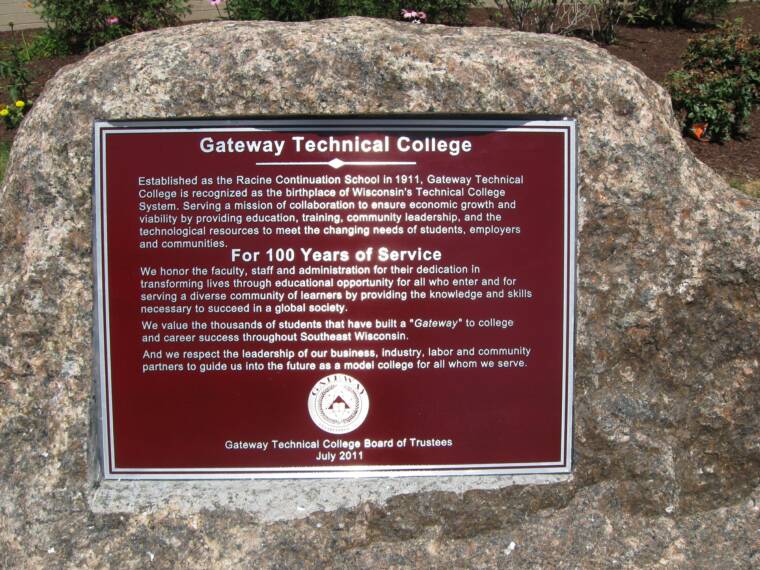 Gateway Technical College
Established as the Racine Continuation School in 1911, Gateway Technical
College is recognized as the birthplace of Wisconsin's Technical College
System. Serving a mission of collaboration to ensure economic growth and
viability by providing education, training, community leadership, and the
technological resources to meet the changing needs of students, employers
and communities.
For 100 Years of Service
We honor the faculty, staff and administration for their dedication in
transforming lives through educational opportunity for all who enter and for
serving a diverse community of learners by providing the knowledge and skills
necessary to succeed in a global society.
We value the thousands of students that have built a "Gateway" to college
and career success throughout Southeast Wisconsin.
And we respect the leadership of our business, industry, labor and community
partners to guide us into the future as a model college for all whom we serve.
GATEWAY
Gateway Technical College Board of Trustees
July 2011